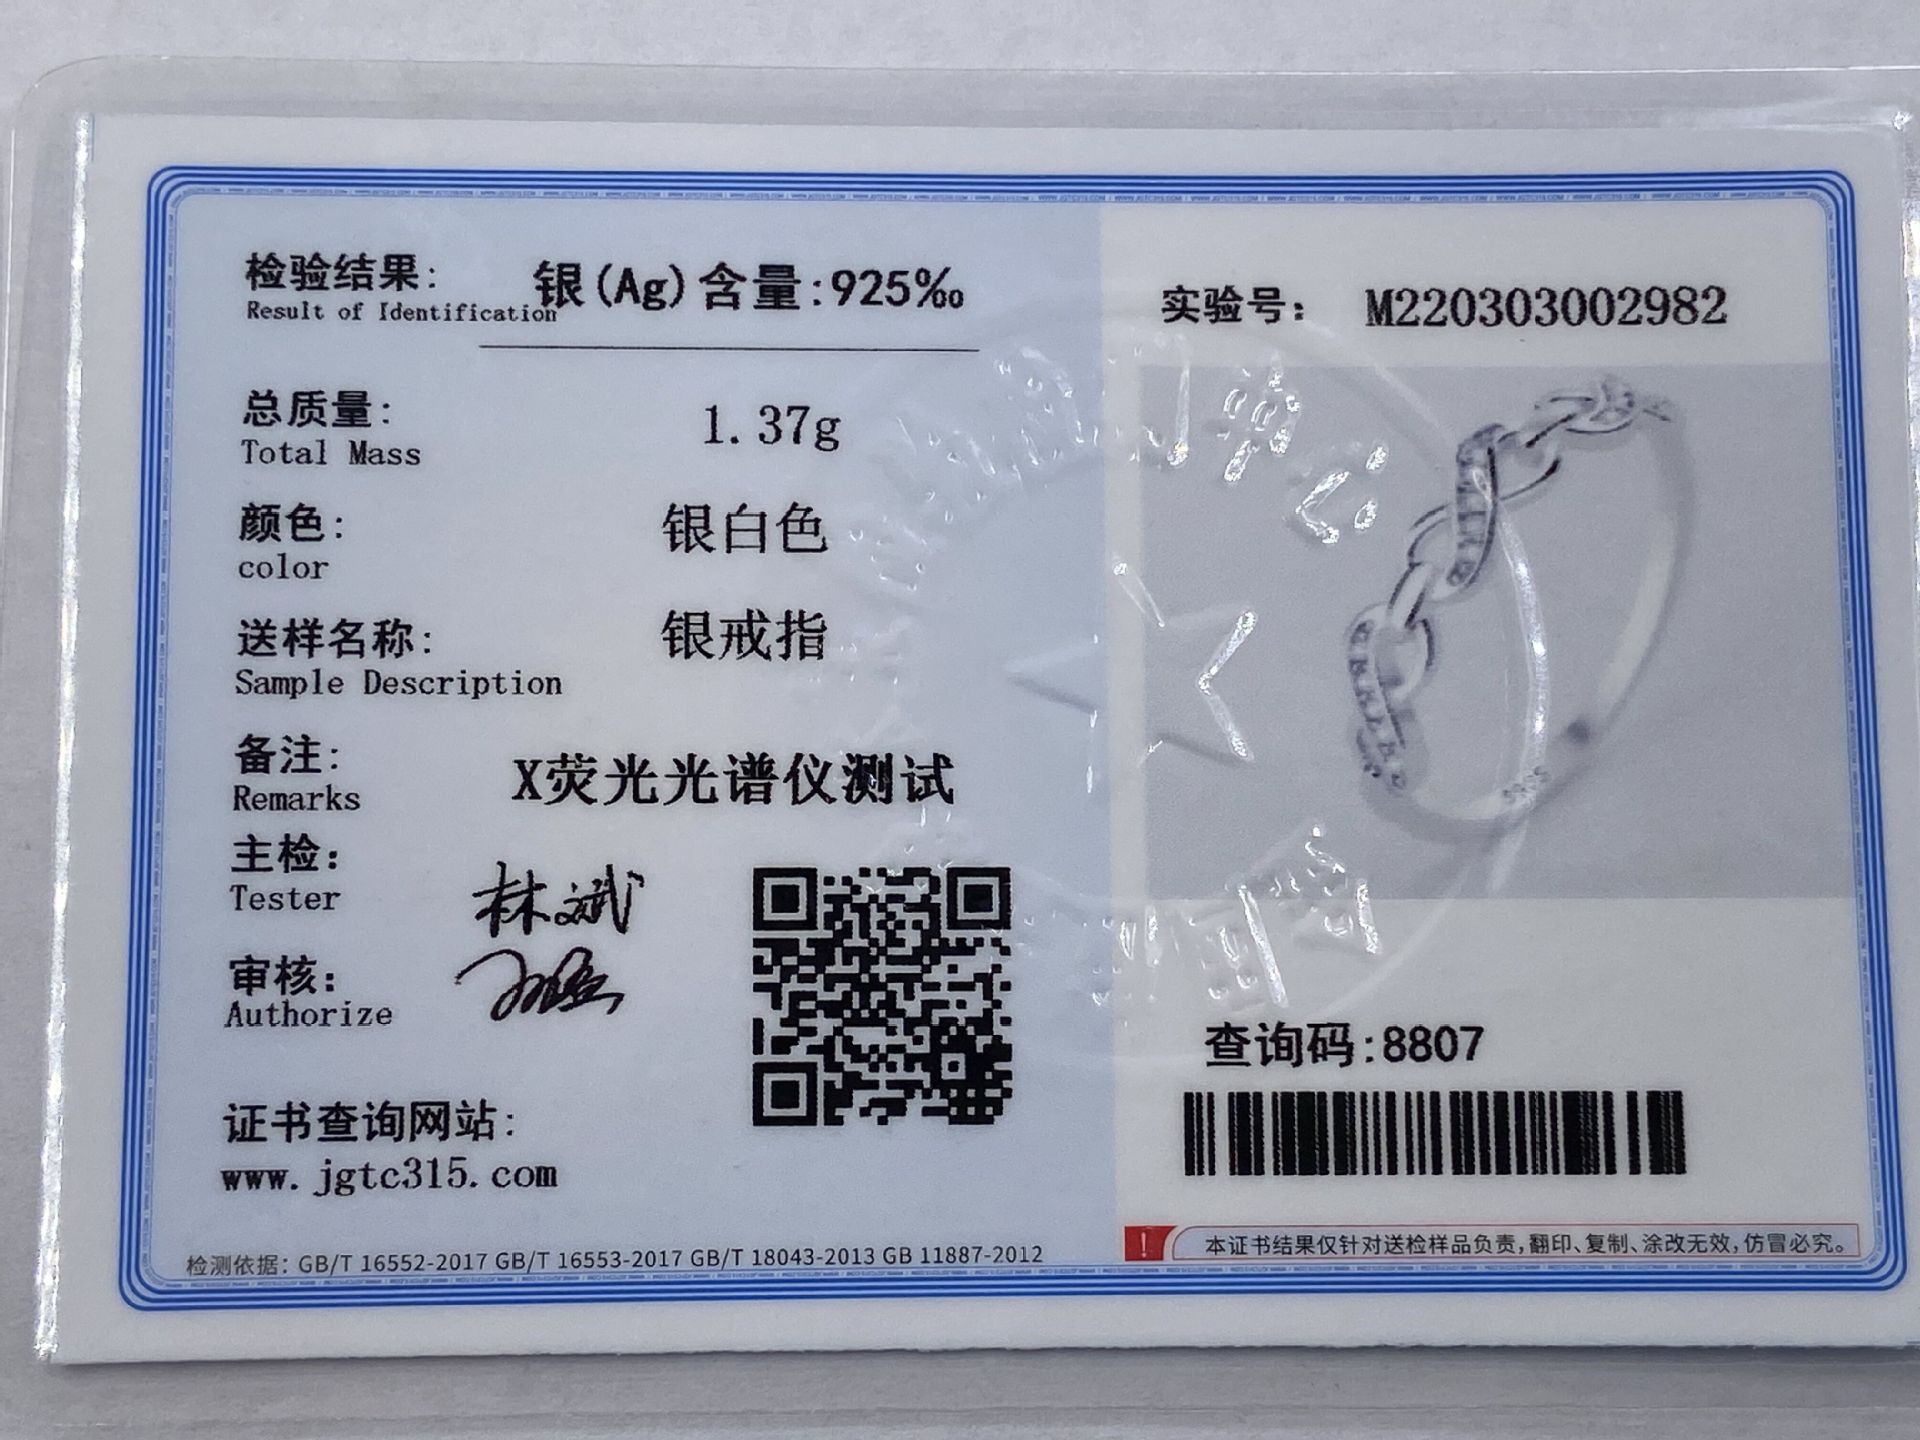 检验结果:
Result of Identification
银(Ag)含量:925‰
总质量:
Total Mass
1.37g
颜色:
color
银白色
送样名称:
Sample Description
银戒指
备注:
Remarks
X荧光光谱仪测试
主检:
Tester
林斌
审核:
Authorize
证书查询网站:
www.jgtc315.com
检测依据: GB/T 16552-2017 GB/T 16553-2017 GB/T 18043-2013 GB 11887-2012
实验号: M220303002982
S925
查询码:8807
本证书结果仅针对送检样品负责,翻印、复制、涂改无效,仿冒必究。